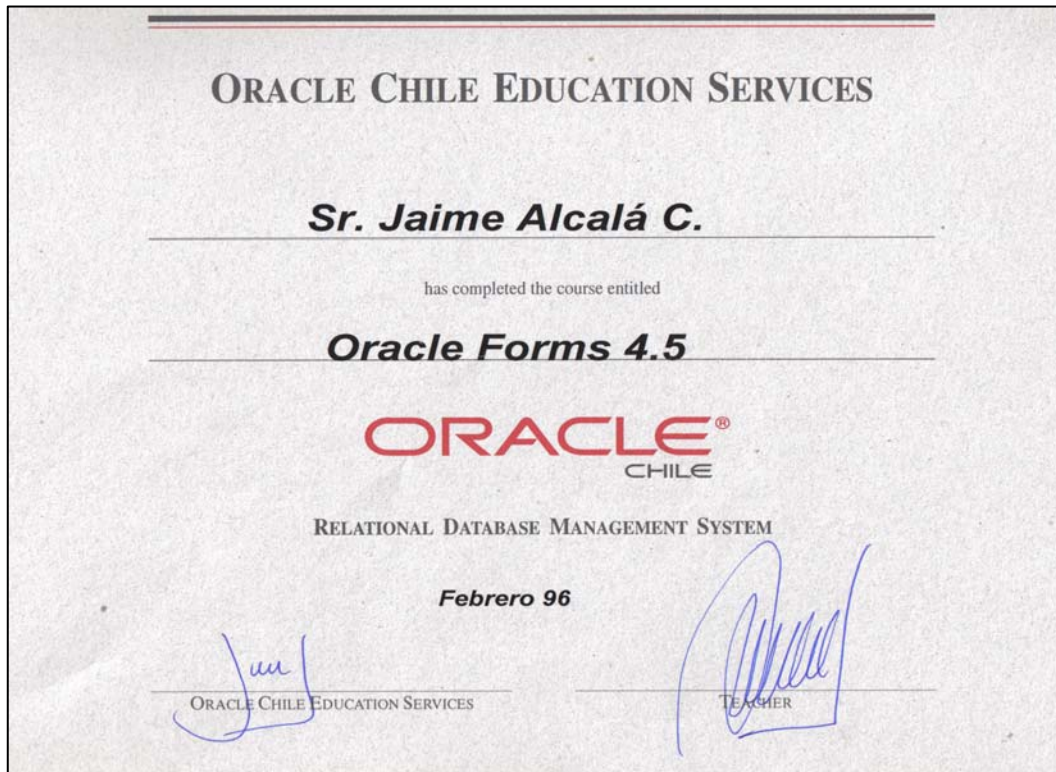 ORACLE CHILE EDUCATION SERVICES
Sr. Jaime Alcalá C.
has completed the course entitled
Oracle Forms 4.5
ORACLE®
CHILE
RELATIONAL DATABASE MANAGEMENT SYSTEM
Febrero 96
ORACLE CHILE EDUCATION SERVICES
TEACHER